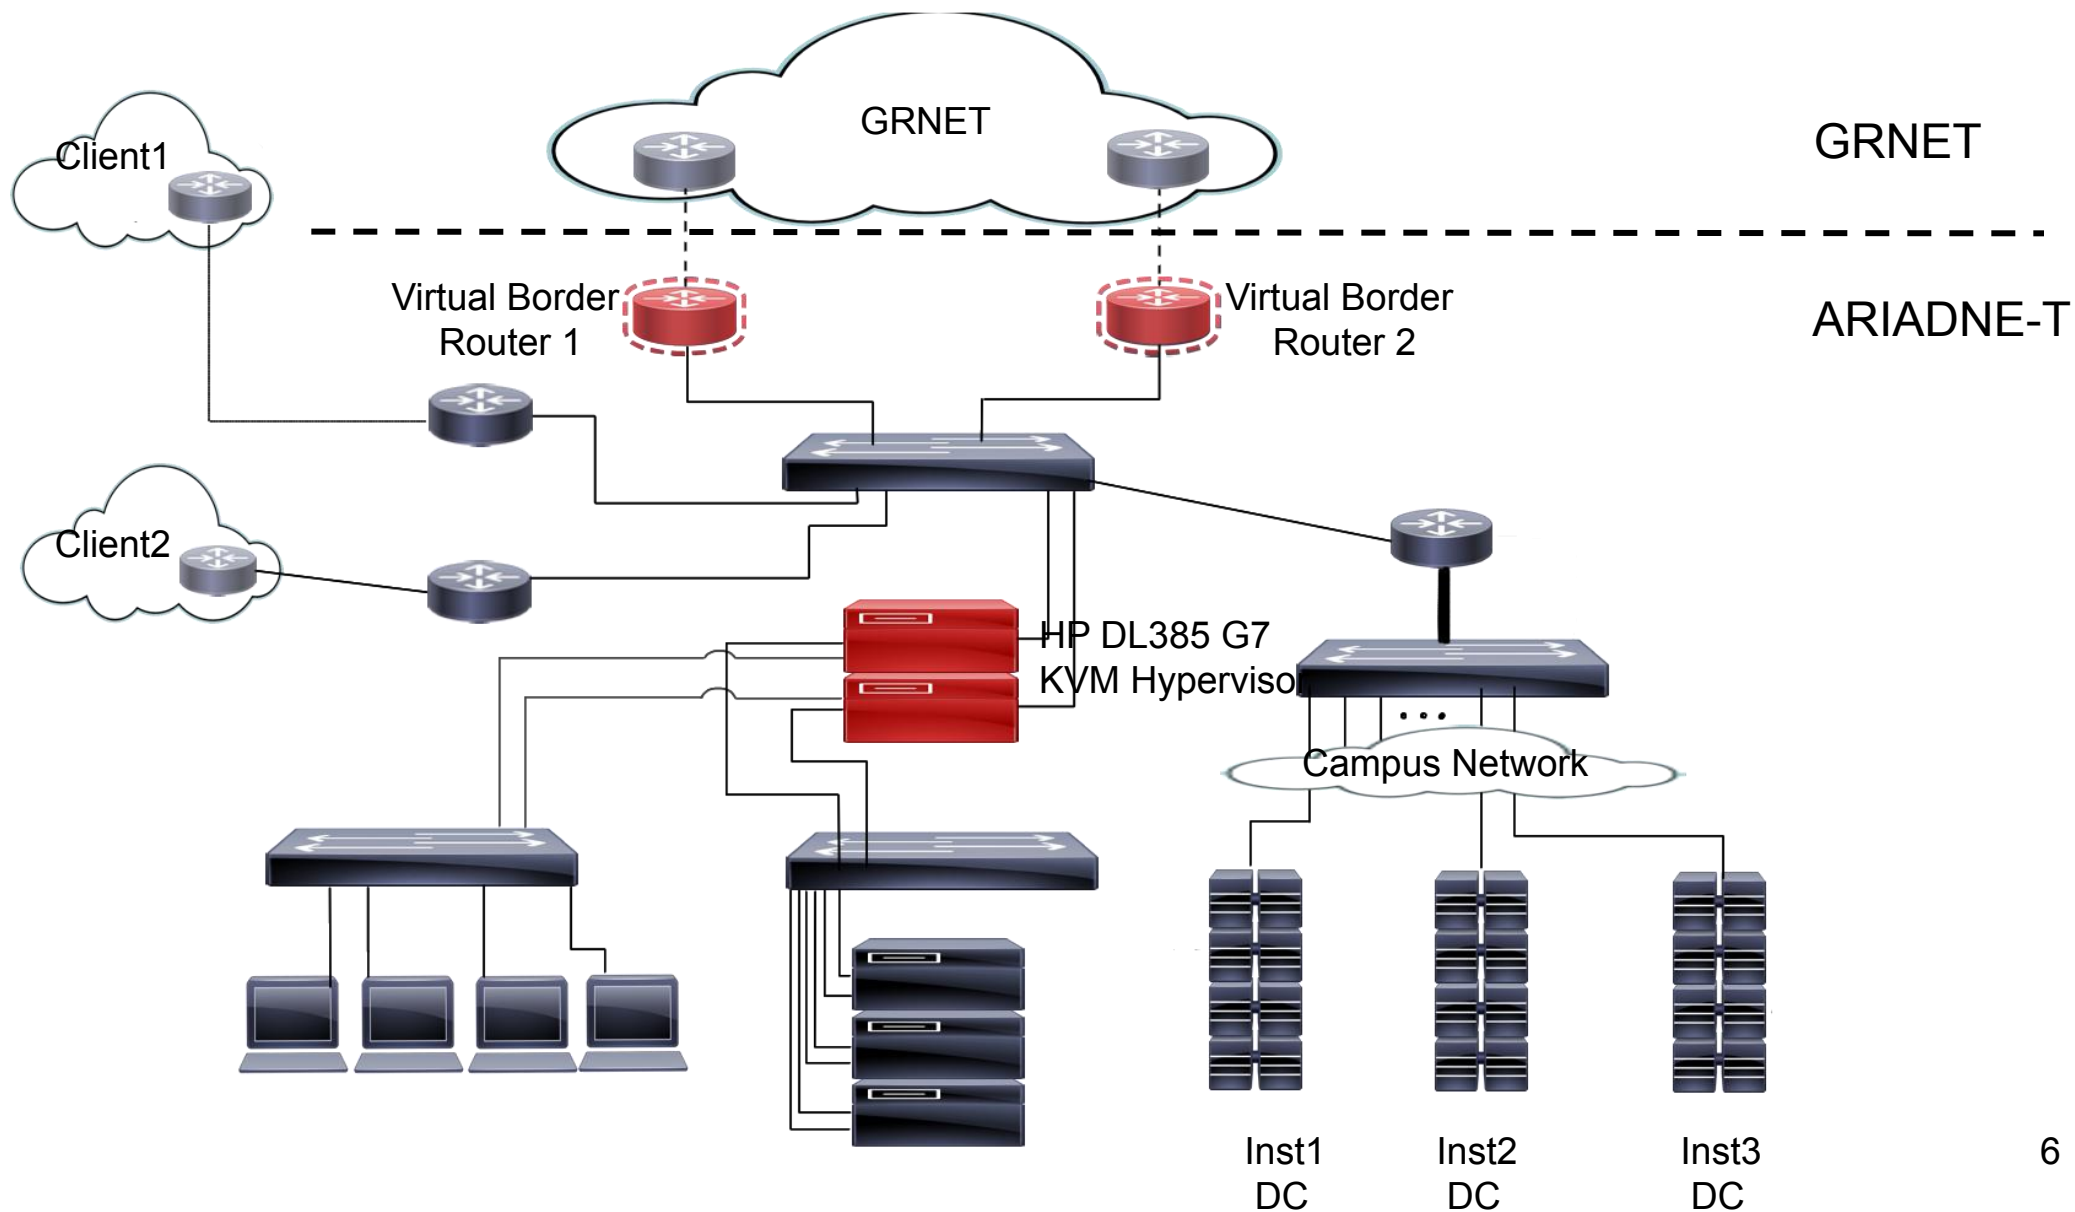 GRNET
GRNET
Client1
Virtual Border
Router 1
Virtual Border
Router 2
ARIADNE-T
Client2
HP DL385 G7
KVM Hyperviso
...
Campus Network
Inst1
DC
Inst2
DC
Inst3
DC
6